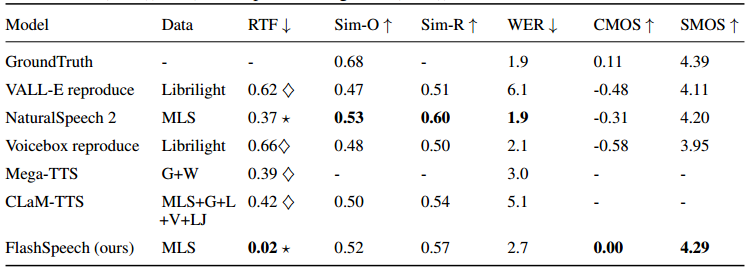 Model Data RTF ↓ Sim-O ↑ Sim-R ↑ WER ↓ CMOS ↑ SMOS ↑
GroundTruth - - 0.68 - 1.9 0.11 4.39
VALL-E reproduce Librilight 0.62 ◇ 0.47 0.51 6.1 -0.48 4.11
NaturalSpeech 2 MLS 0.37 ⋆ 0.53 0.60 1.9 -0.31 4.20
Voicebox reproduce Librilight 0.66◇ 0.48 0.50 2.1 -0.58 3.95
Mega-TTS G+W 0.39 ◇ - - 3.0 - -
CLaM-TTS MLS+G+L 0.42 ◇ 0.50 0.54 5.1 - -
+V+LJ
FlashSpeech (ours) MLS 0.02 ⋆ 0.52 0.57 2.7 0.00 4.29